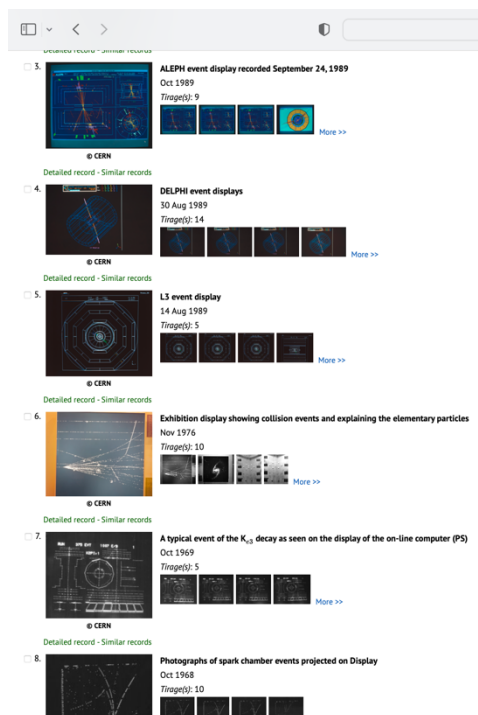 3.
ALEPH event display recorded September 24, 1989
Oct 1989
Tirage(s): 9
More >>
© CERN
Detailed record - Similar records
4.
DELPHI event displays
30 Aug 1989
Tirage(s): 14
More >>
© CERN
Detailed record - Similar records
5.
L3 event display
14 Aug 1989
Tirage(s): 5
More >>
© CERN
Detailed record - Similar records
6.
Exhibition display showing collision events and explaining the elementary particles
Nov 1976
Tirage(s): 10
More >>
© CERN
Detailed record - Similar records
7.
A typical event of the Ke3 decay as seen on the display of the on-line computer (PS)
Oct 1969
Tirage(s): 5
More >>
© CERN
Detailed record - Similar records
8.
Photographs of spark chamber events projected on Display
Oct 1968
Tirage(s): 10